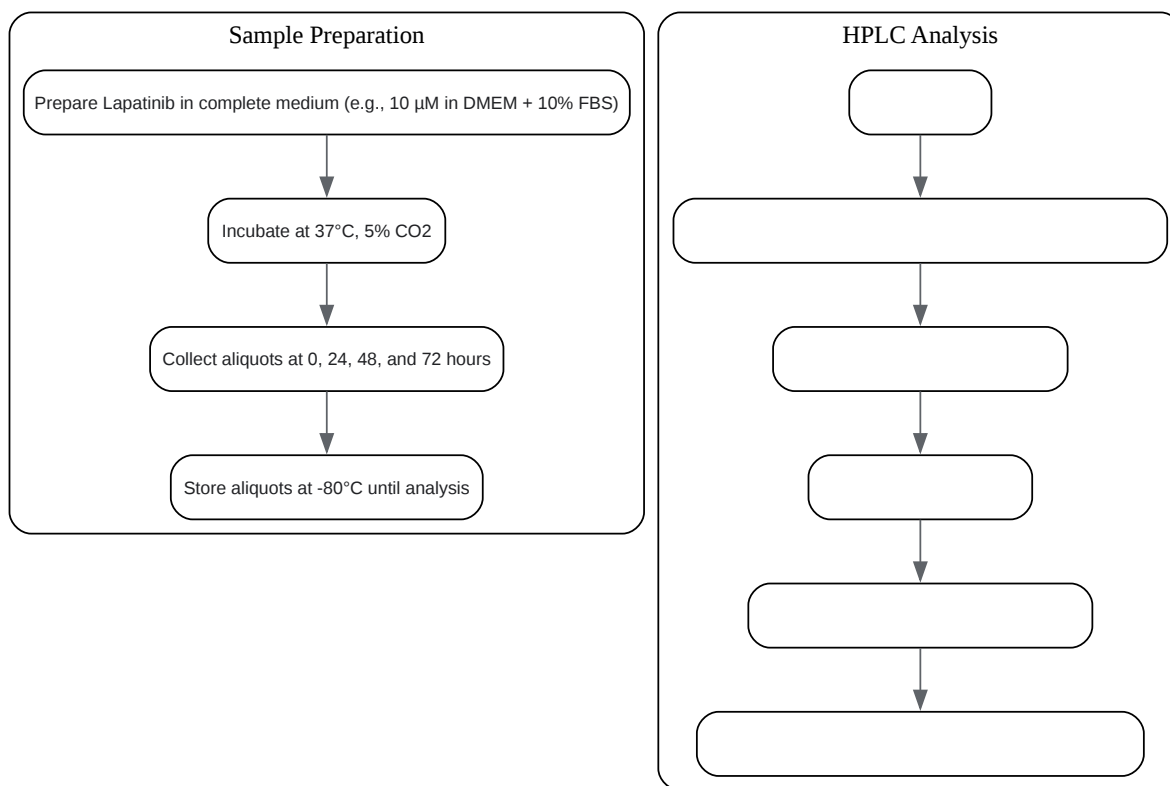 Sample Preparation
Prepare Lapatinib in complete medium (e.g., 10 µM in DMEM + 10% FBS)
Incubate at 37°C, 5% CO2
Collect aliquots at 0, 24, 48, and 72 hours
Store aliquots at -80°C until analysis
HPLC Analysis